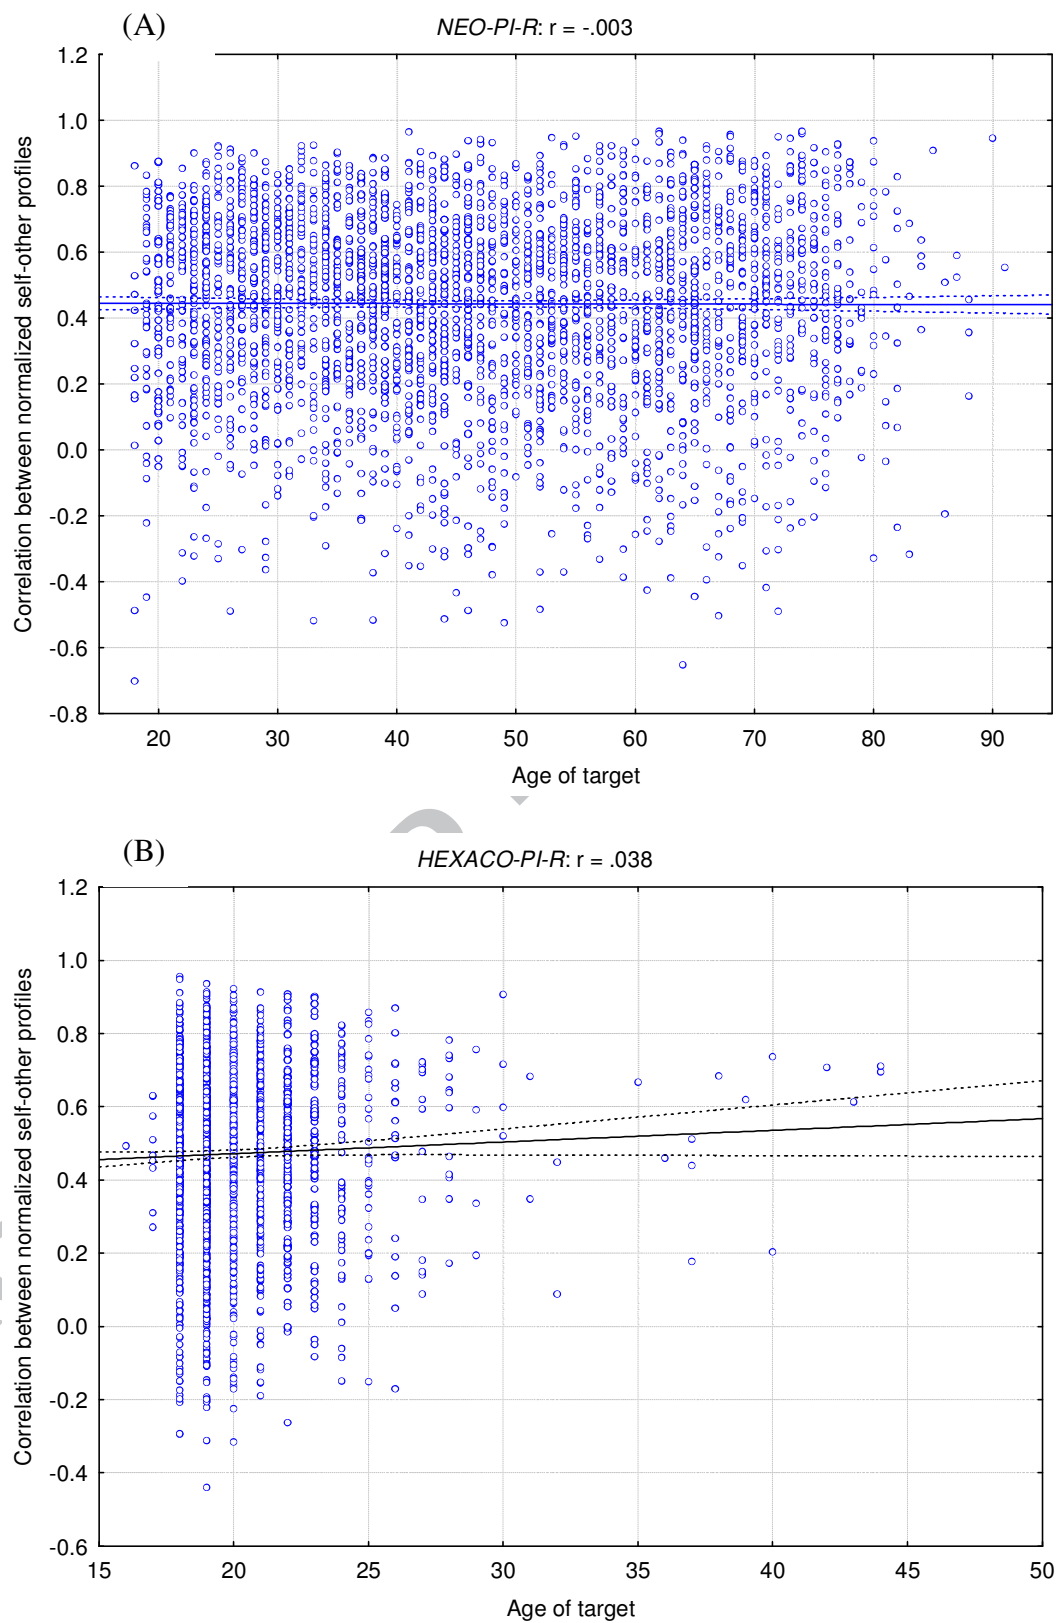 (A)
NEO-PI-R: r = -.003
1.2
1.0
0.8
0.6
0.4
0.2
0.0
-0.2
-0.4
-0.6
-0.8
Correlation between normalized self-other profiles
20 30 40 50 60 70 80 90
Age of target
(B)
HEXACO-PI-R: r = .038
1.2
1.0
0.8
0.6
0.4
0.2
0.0
-0.2
-0.4
-0.6
Correlation between normalized self-other profiles
15 20 25 30 35 40 45 50
Age of target